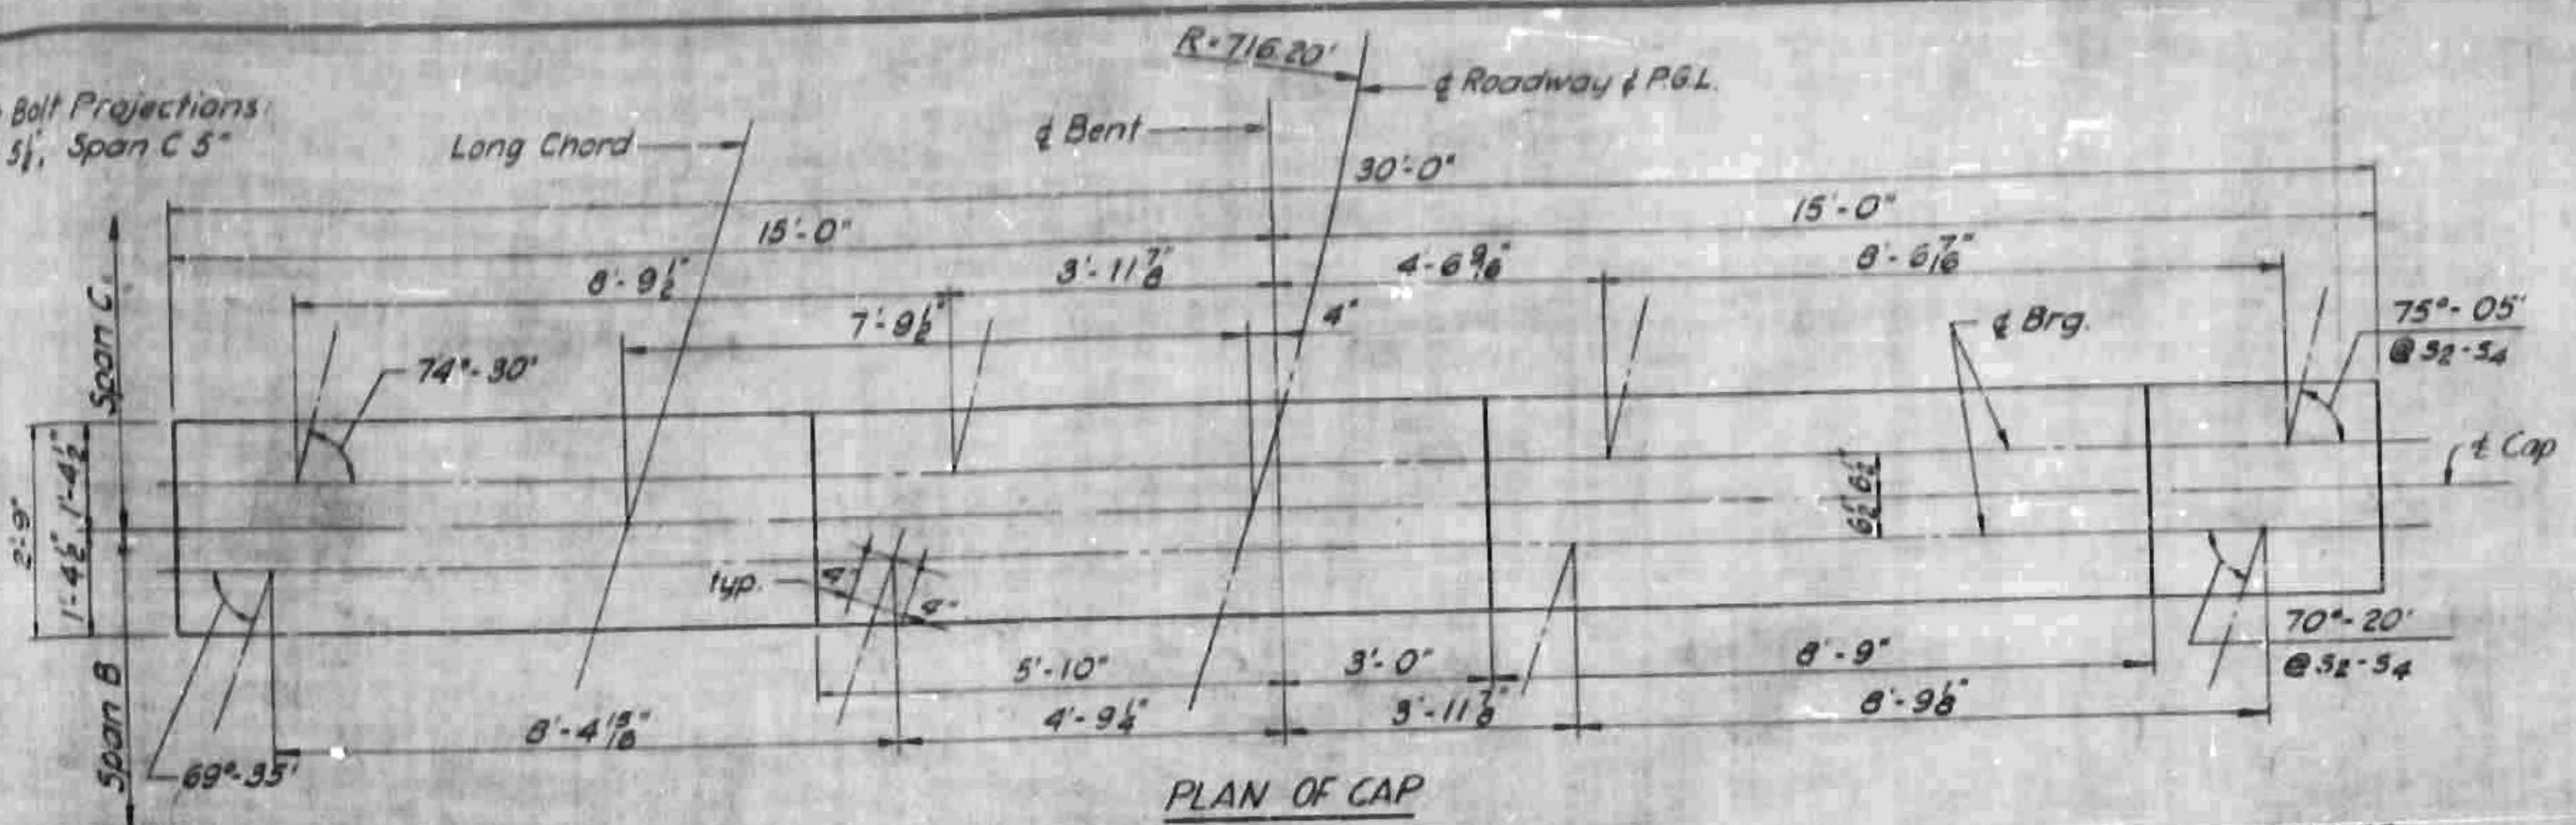 R=716.20'
℄ Roadway & P.G.L.
Bolt Projections:
Span C 5"
Long Chord
℄ Bent
30'-0"
15'-0"
15'-0"
8'-9½"
3'-11⅞"
4'-6 9/16"
8'-6 7/16"
7'-9½"
4"
℄ Brg.
75°-05'
@ S2-S4
74°-30'
Span C
℄ Cap
2'-9"
1'-4½" 1'-4½"
6½" 6½"
typ.
4"
4"
Span B
5'-10"
3'-0"
8'-9"
70°-20'
@ S2-S4
8'-4 15/16"
4'-9¼"
3'-11⅞"
8'-9⅛"
69°-35'
PLAN OF CAP